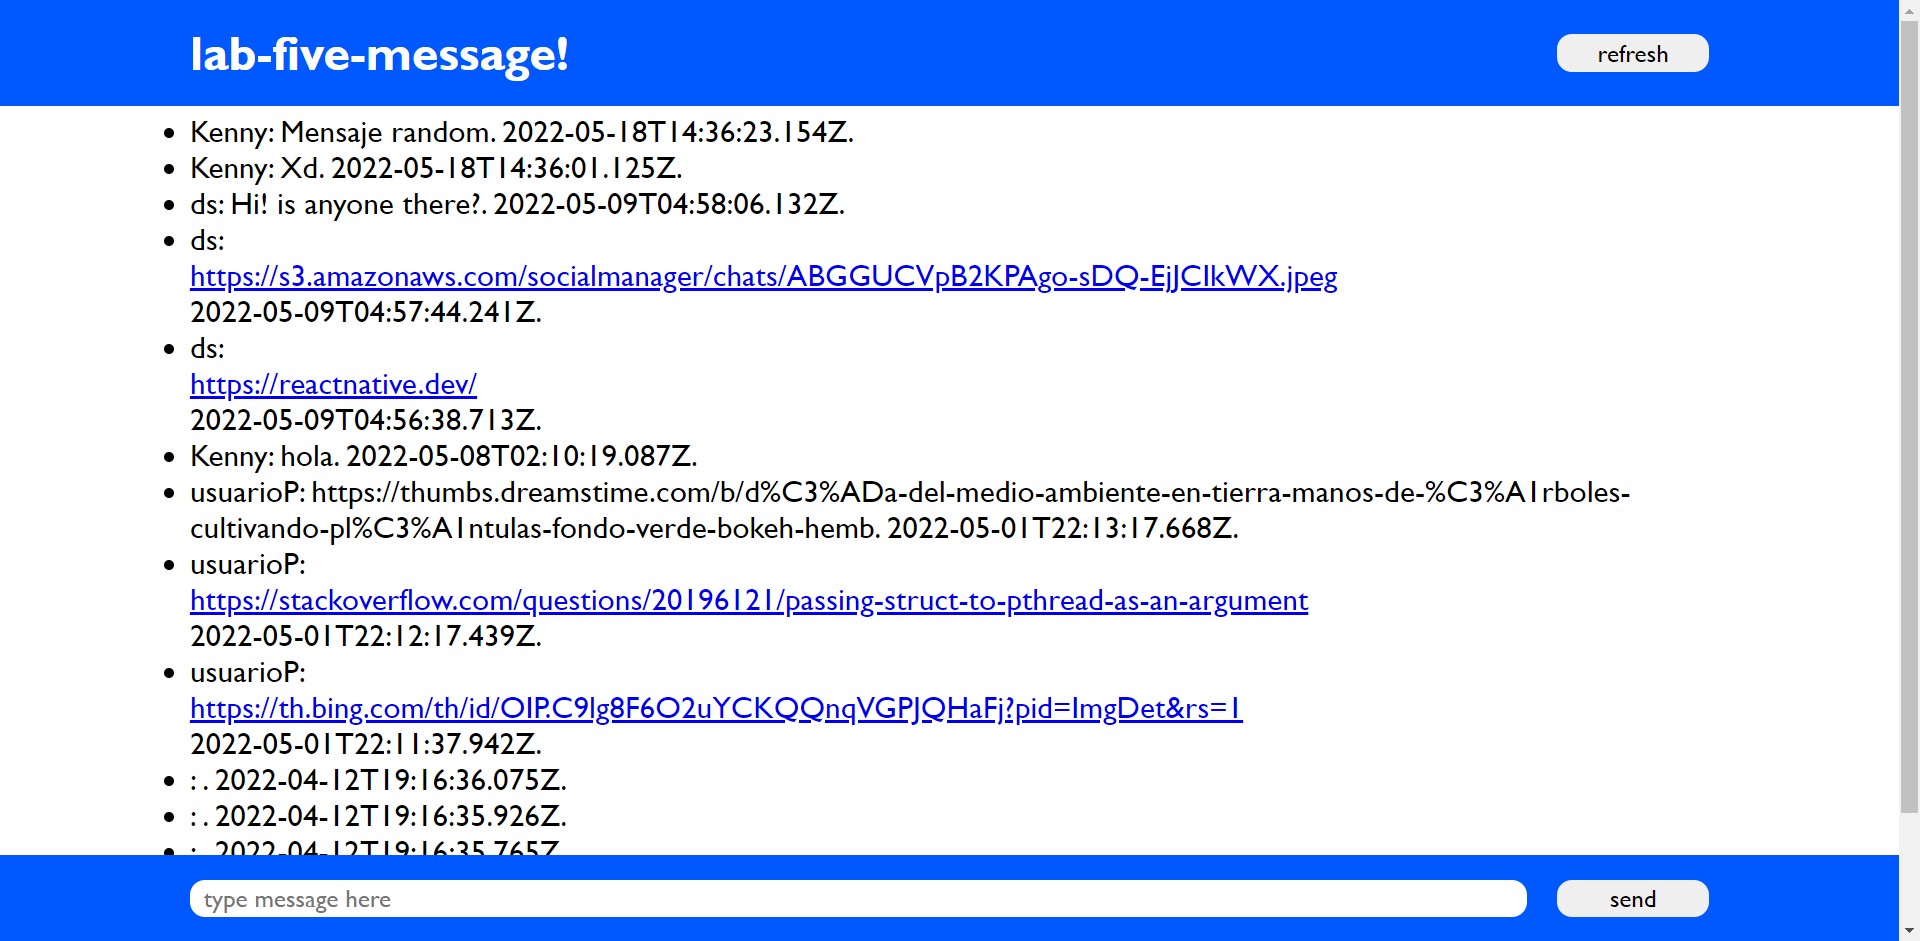 lab-five-message!
refresh
Kenny: Mensaje random. 2022-05-18T14:36:23.154Z.
Kenny: Xd. 2022-05-18T14:36:01.125Z.
ds: Hi! is anyone there?. 2022-05-09T04:58:06.132Z.
ds:
https://s3.amazonaws.com/socialmanager/chats/ABGGUCVpB2KPAgo-sDQ-EjJCIkWX.jpeg
2022-05-09T04:57:44.241Z.
ds:
https://reactnative.dev/
2022-05-09T04:56:38.713Z.
Kenny: hola. 2022-05-08T02:10:19.087Z.
usuarioP: https://thumbs.dreamstime.com/b/d%C3%ADa-del-medio-ambiente-en-tierra-manos-de-%C3%A1rboles-
cultivando-pl%C3%A1ntulas-fondo-verde-bokeh-hemb. 2022-05-01T22:13:17.668Z.
usuarioP:
https://stackoverflow.com/questions/20196121/passing-struct-to-pthread-as-an-argument
2022-05-01T22:12:17.439Z.
usuarioP:
https://th.bing.com/th/id/OIP.C9lg8F6O2uYCKQQnqVGPJQHaFj?pid=ImgDet&rs=1
2022-05-01T22:11:37.942Z.
: . 2022-04-12T19:16:36.075Z.
: . 2022-04-12T19:16:35.926Z.
: . 2022-04-12T19:16:35.765Z.
type message here
send